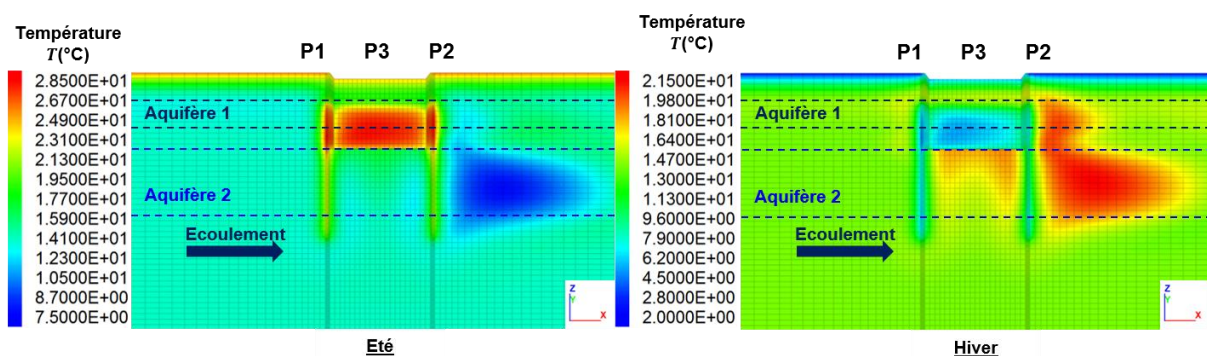 Température
T(°C)
P1 P3 P2
2.8500E+01
2.6700E+01
2.4900E+01
2.3100E+01
2.1300E+01
1.9500E+01
1.7700E+01
1.5900E+01
1.4100E+01
1.2300E+01
1.0500E+01
8.7000E+00
7.5000E+00
Aquifère 1
Aquifère 2
Ecoulement
Z
Y
X
Eté
Température
T(°C)
P1 P3 P2
2.1500E+01
1.9800E+01
1.8100E+01
1.6400E+01
1.4700E+01
1.3000E+01
1.1300E+01
9.6000E+00
7.9000E+00
6.2000E+00
4.5000E+00
2.8000E+00
2.0000E+00
Aquifère 1
Aquifère 2
Ecoulement
Z
Y
X
Hiver